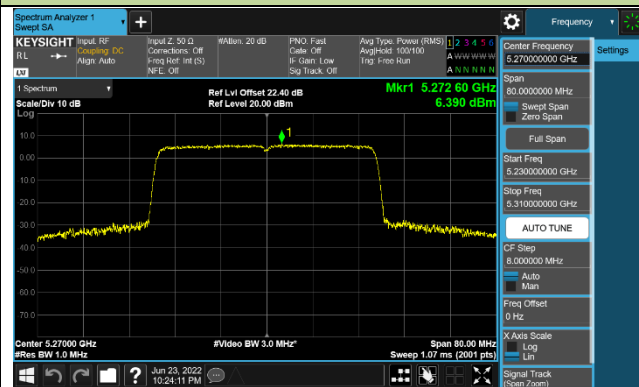 Spectrum Analyzer 1
Swept SA
Frequency
KEYSIGHT
RL
LXI
Input: RF
Coupling: DC
Align: Auto
Input Z: 50 Ω
Corrections: Off
Freq Ref: Int (S)
NFE: Off
#Atten: 20 dB
PNO: Fast
Gate: Off
IF Gain: Low
Sig Track: Off
Avg Type: Power (RMS)
Avg|Hold: 100/100
Trig: Free Run
1 2 3 4 5 6
A W W W W W
A N N N N N
1 Spectrum
Scale/Div 10 dB
Log
Ref Lvl Offset 22.40 dB
Ref Level 20.00 dBm
Mkr1 5.272 60 GHz
6.390 dBm
10.0
0.00
10.0
20.0
30.0
40.0
-50.0
60.0
70.0
1
Center 5.27000 GHz
#Res BW 1.0 MHz
#Video BW 3.0 MHz*
Span 80.00 MHz
Sweep 1.07 ms (2001 pts)
Jun 23, 2022
10:24:11 PM
Center Frequency
5.270000000 GHz
Settings
Span
80.0000000 MHz
Swept Span
Zero Span
Full Span
Start Freq
5.230000000 GHz
Stop Freq
5.310000000 GHz
AUTO TUNE
CF Step
8.000000 MHz
Auto
Man
Freq Offset
0 Hz
X Axis Scale
Log
Lin
Signal Track
(Span Zoom)